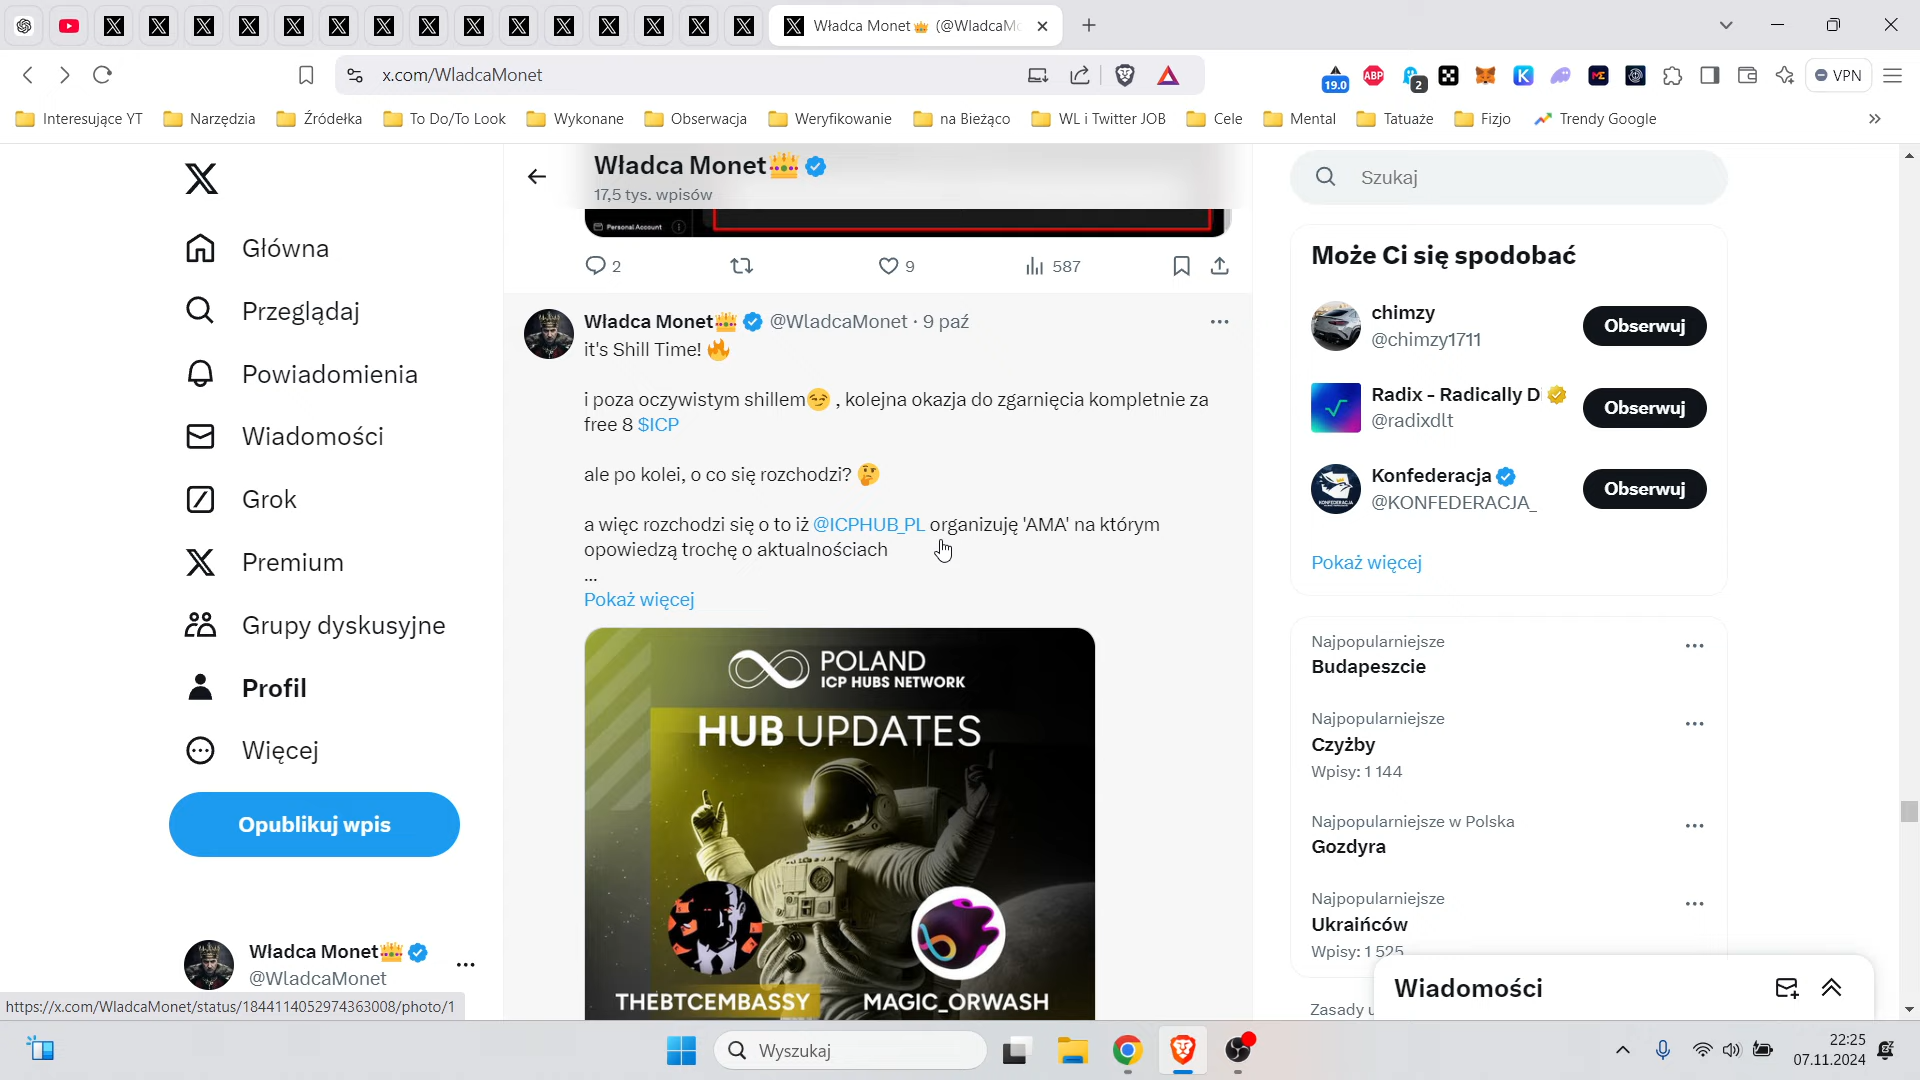 Władca Monet👑 (@WladcaMo
x.com/WladcaMonet
19.0
ABP
2
VPN
Interesujące YT
Narzędzia
Źródełka
To Do/To Look
Wykonane
Obserwacja
Weryfikowanie
na Bieżąco
WL i Twitter JOB
Cele
Mental
Tatuaże
Fizjo
Trendy Google
Główna
Przeglądaj
Powiadomienia
Wiadomości
Grok
Premium
Grupy dyskusyjne
Profil
Więcej
Opublikuj wpis
Władca Monet👑
@WladcaMonet
https://x.com/WladcaMonet/status/1844114052974363008/photo/1
Władca Monet👑
17,5 tys. wpisów
Personal Account
2
9
587
Władca Monet👑 @WladcaMonet · 9 paź
it's Shill Time! 🔥
i poza oczywistym shillem😏 , kolejna okazja do zgarnięcia kompletnie za
free 8 $ICP
ale po kolei, o co się rozchodzi? 🤔
a więc rozchodzi się o to iż @ICPHUB_PL organizuję 'AMA' na którym
opowiedzą trochę o aktualnościach
...
Pokaż więcej
POLAND
ICP HUBS NETWORK
HUB UPDATES
THEBTCEMBASSY
MAGIC_ORWASH
Szukaj
Może Ci się spodobać
chimzy
@chimzy1711
Obserwuj
Radix - Radically D
@radixdlt
Obserwuj
Konfederacja
@KONFEDERACJA_
Obserwuj
Pokaż więcej
Najpopularniejsze
Budapeszcie
Najpopularniejsze
Czyżby
Wpisy: 1 144
Najpopularniejsze w Polska
Gozdyra
Najpopularniejsze
Ukraińców
Wpisy: 1 525
Zasady
Wiadomości
Wyszukaj
22:25
07.11.2024